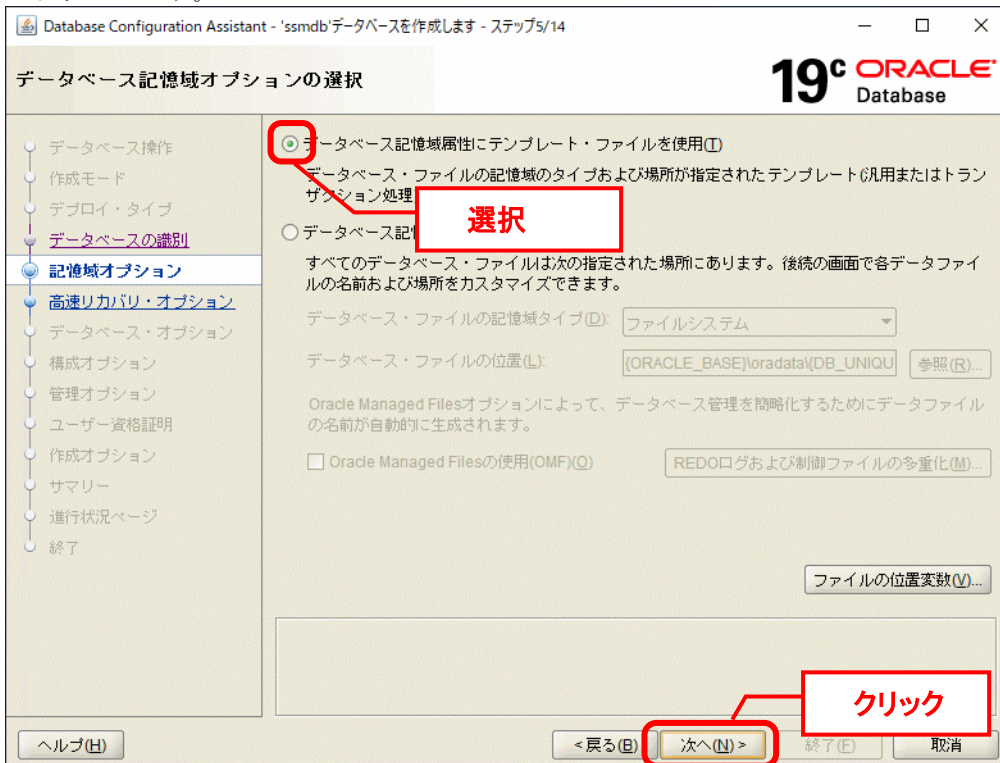 Database Configuration Assistant - 'ssmdb'データベースを作成します - ステップ5/14
データベース記憶域オプションの選択
19c ORACLE
Database
データベース操作
作成モード
デプロイ・タイプ
データベースの識別
記憶域オプション
高速リカバリ・オプション
データベース・オプション
構成オプション
管理オプション
ユーザー資格証明
作成オプション
サマリー
進行状況ページ
終了
データベース記憶域属性にテンプレート・ファイルを使用(T)
データベース・ファイルの記憶域のタイプおよび場所が指定されたテンプレート(汎用またはトラン
ザクション処理
選択
データベース記
すべてのデータベース・ファイルは次の指定された場所にあります。後続の画面で各データファイ
ルの名前および場所をカスタマイズできます。
データベース・ファイルの記憶域タイプ(D): ファイルシステム
データベース・ファイルの位置(L): {ORACLE_BASE}\oradata\{DB_UNIQU 参照(R)...
Oracle Managed Filesオプションによって、データベース管理を簡略化するためにデータファイル
の名前が自動的に生成されます。
Oracle Managed Filesの使用(OMF)(O) REDOログおよび制御ファイルの多重化(M)...
ファイルの位置変数(V)...
クリック
ヘルプ(H) <戻る(B) 次へ(N)> 終了(F) 取消